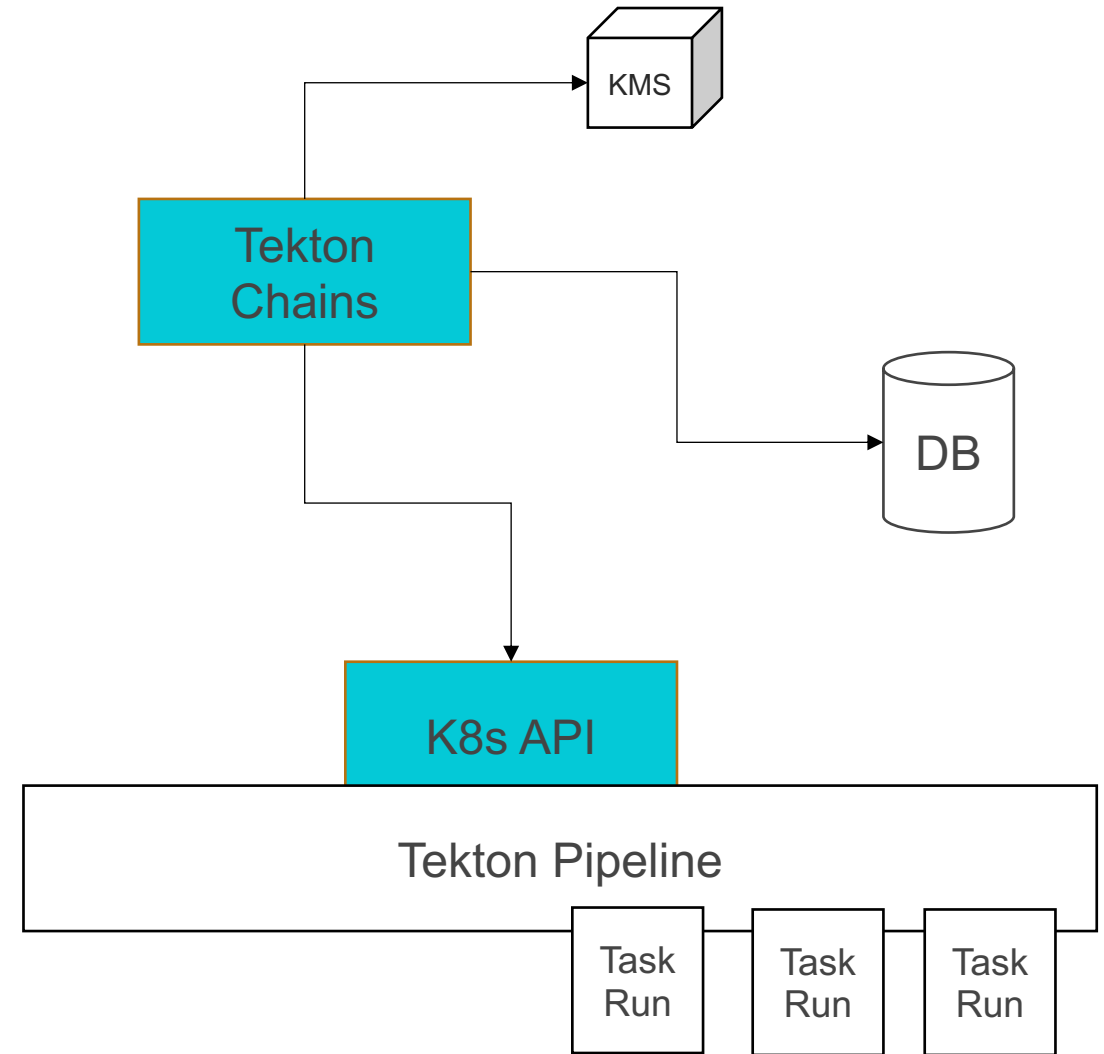 KMS
Tekton
Chains
DB
K8s API
Tekton Pipeline
Task
Run
Task
Run
Task
Run